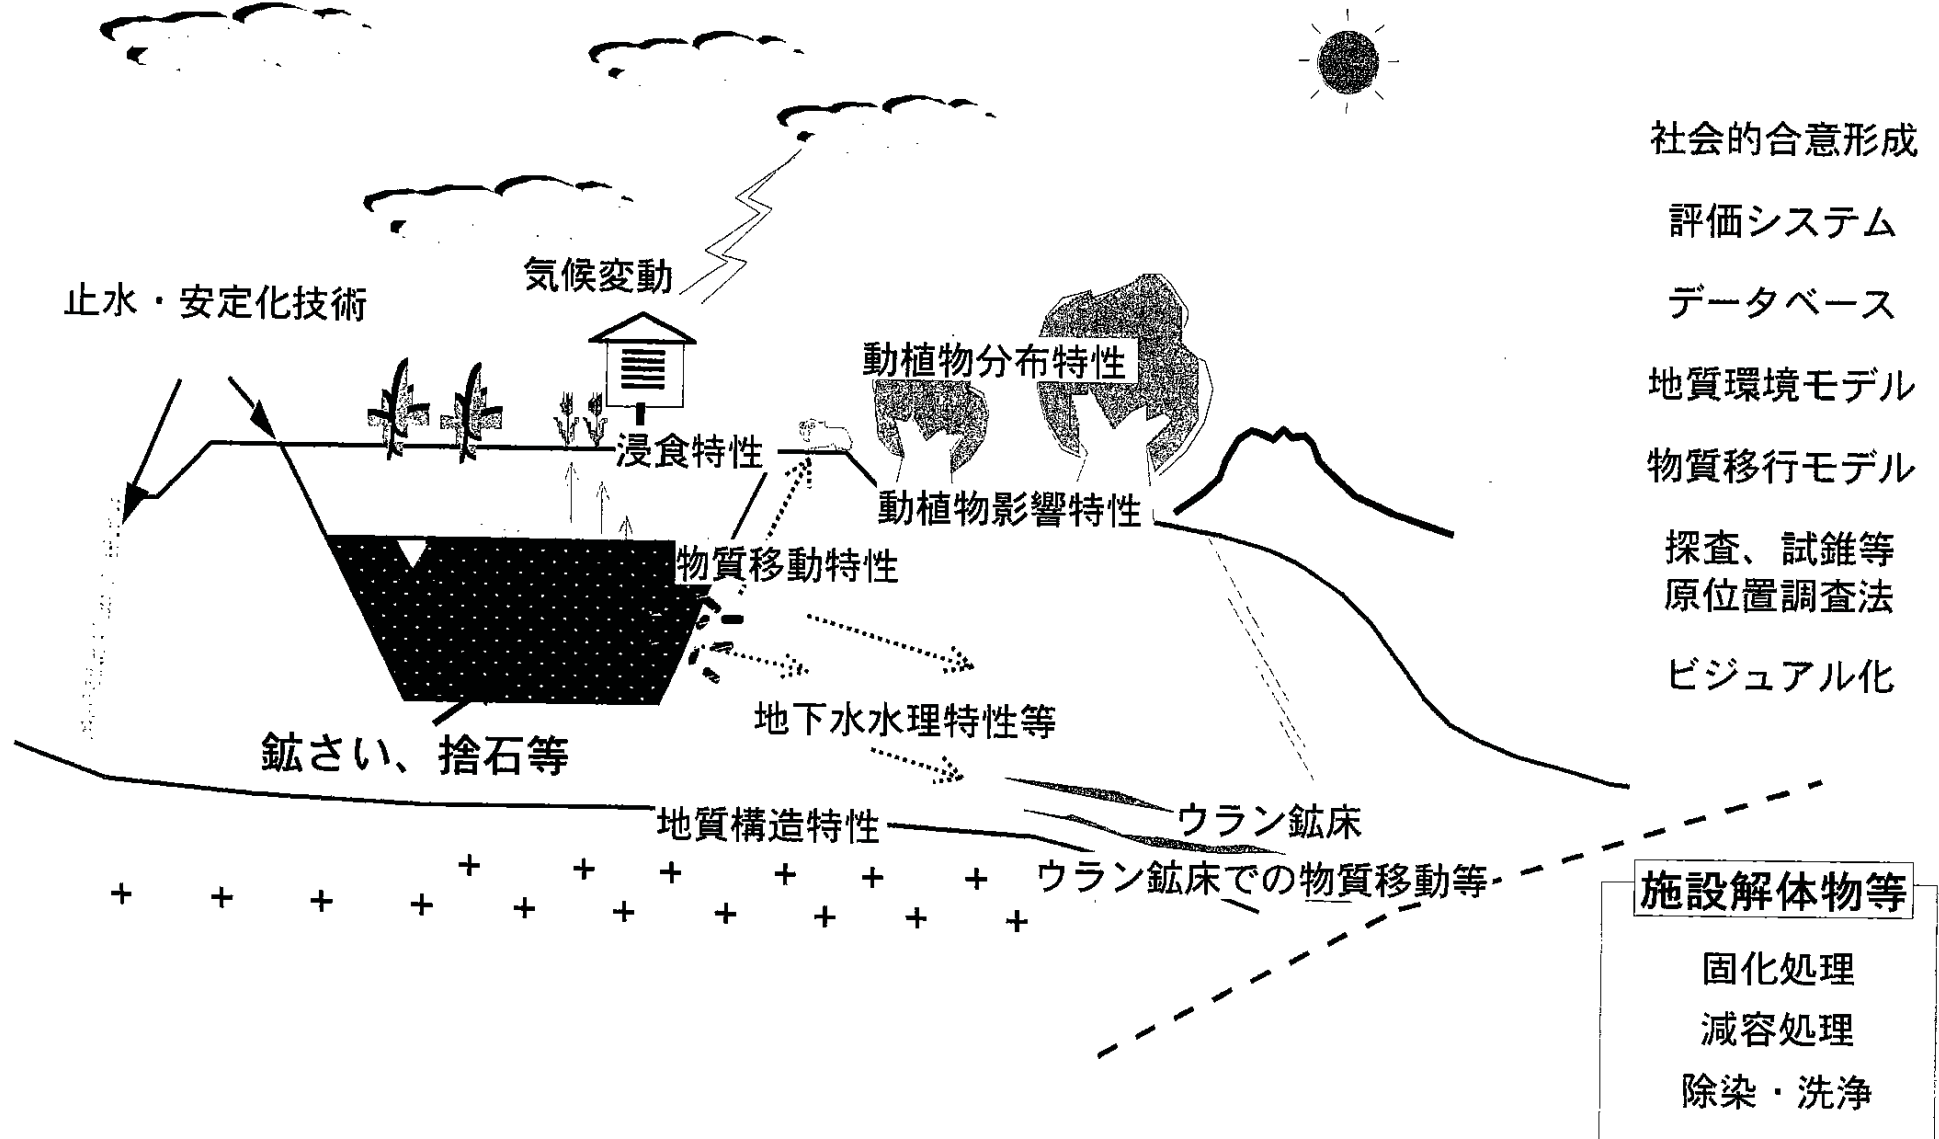 社会的合意形成
評価システム
気候変動
止水・安定化技術
データベース
動植物分布特性
地質環境モデル
浸食特性
物質移行モデル
動植物影響特性
探査、試錐等
原位置調査法
物質移動特性
ビジュアル化
地下水水理特性等
鉱さい、捨石等
地質構造特性
ウラン鉱床
ウラン鉱床での物質移動等
施設解体物等
固化処理
減容処理
除染・洗浄